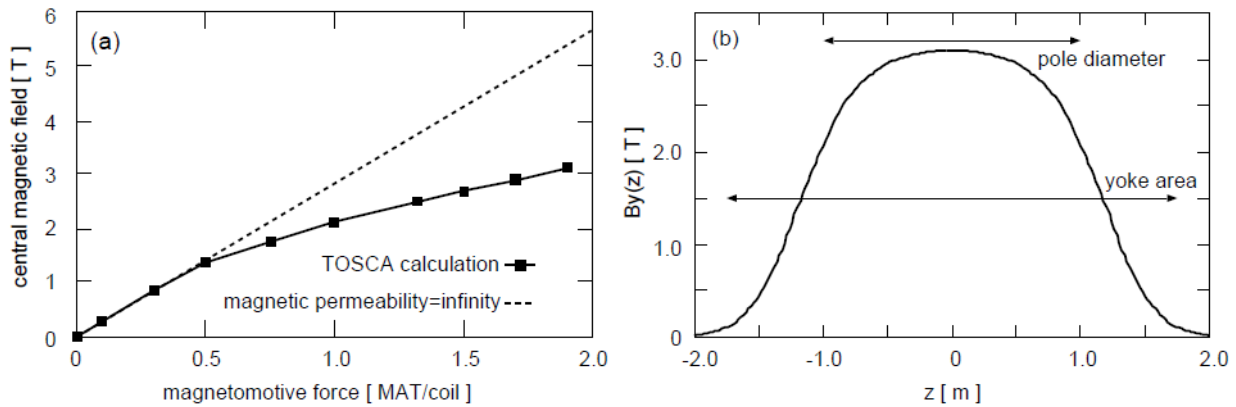 (a)
central magnetic field [ T ]
6
5
4
3
2
1
0
TOSCA calculation
magnetic permeability=infinity
0 0.5 1.0 1.5 2.0
magnetomotive force [ MAT/coil ]
(b)
By(z) [ T ]
3.0
2.0
1.0
0
pole diameter
yoke area
-2.0 -1.0 0 1.0 2.0
z [ m ]